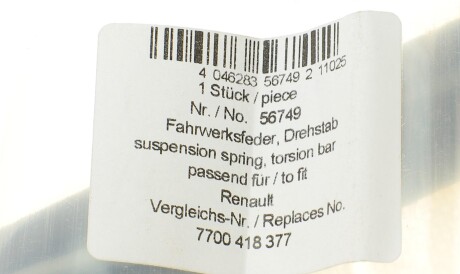 4 046283 56749 2 11025
1 Stück / piece
Nr. / No. 56749
Fahrwerksfeder, Drehstab
suspension spring, torsion bar
passend für / to fit
Renault
Vergleichs-Nr. / Replaces No.
7700 418 377